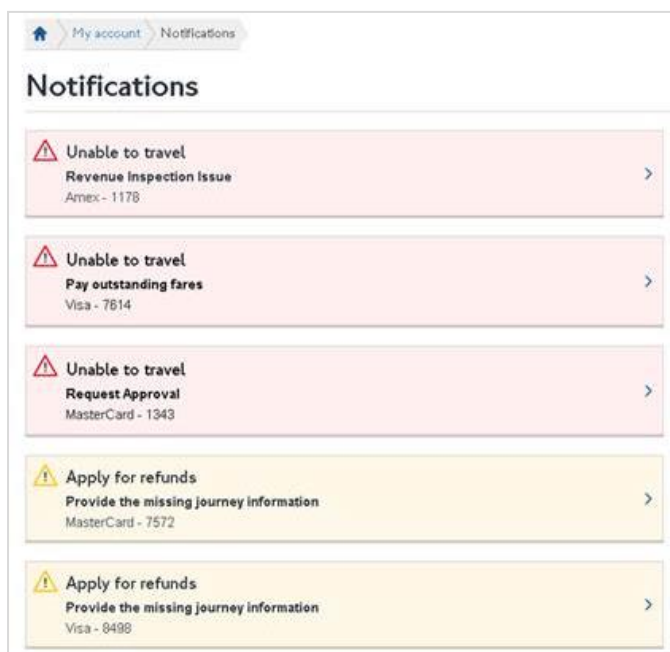 My account Notifications
Notifications
Unable to travel
Revenue Inspection Issue
Amex - 1178
Unable to travel
Pay outstanding fares
Visa - 7614
Unable to travel
Request Approval
MasterCard - 1343
Apply for refunds
Provide the missing journey information
MasterCard - 7572
Apply for refunds
Provide the missing journey information
Visa - 8498